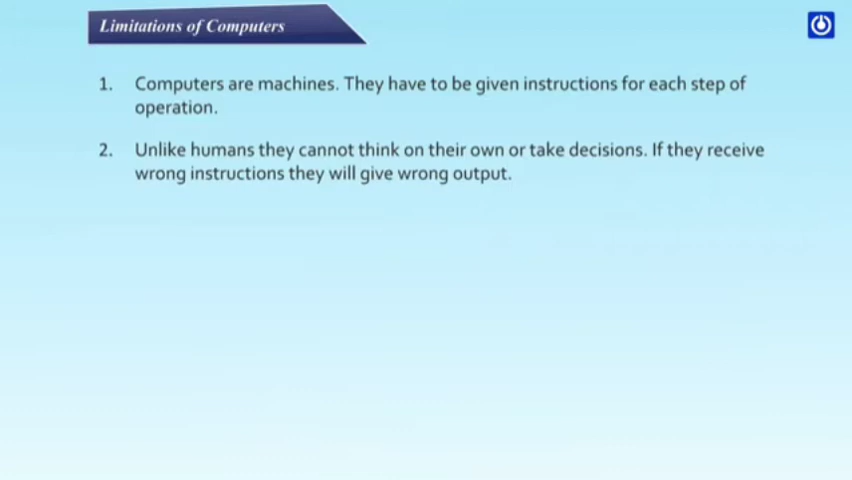 Limitations of Computers
1. Computers are machines. They have to be given instructions for each step of
operation.
2. Unlike humans they cannot think on their own or take decisions. If they receive
wrong instructions they will give wrong output.